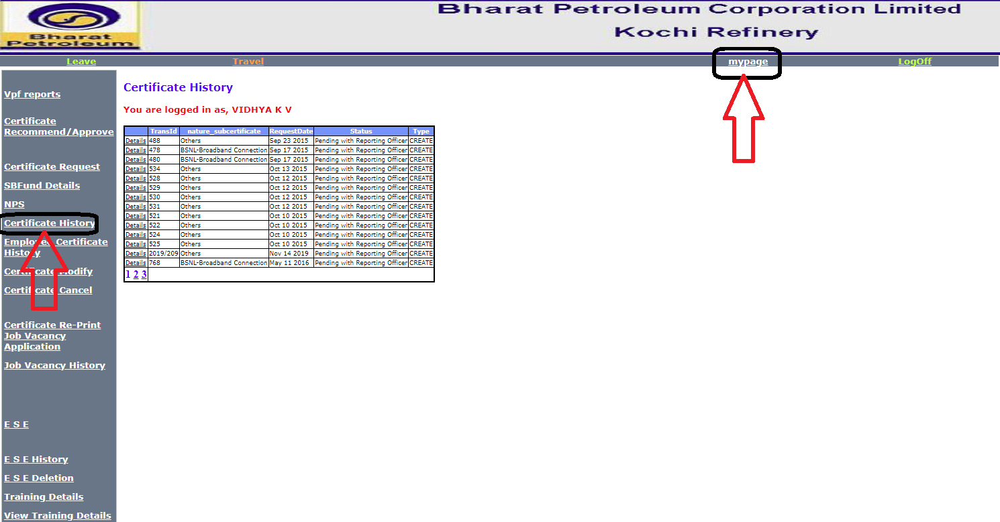 Bharat Petroleum Corporation Limited
Kochi Refinery
Bharat
Petroleum
Leave Travel mypage LogOff
Vpf reports
Certificate
Recommend/Approve
Certificate Request
SBFund Details
NPS
Certificate History
Employee Certificate
History
Certificate Modify
Certificate Cancel
Certificate Re-Print
Job Vacancy
Application
Job Vacancy History
E S E
E S E History
E S E Deletion
Training Details
View Training Details
Certificate History
You are logged in as, VIDHYA K V
TransId nature_subcertificate RequestDate Status Type
Details 488 Others Sep 23 2015 Pending with Reporting Officer CREATE
Details 478 BSNL-Broadband Connection Sep 17 2015 Pending with Reporting Officer CREATE
Details 480 BSNL-Broadband Connection Sep 17 2015 Pending with Reporting Officer CREATE
Details 534 Others Oct 13 2015 Pending with Reporting Officer CREATE
Details 528 Others Oct 12 2015 Pending with Reporting Officer CREATE
Details 529 Others Oct 12 2015 Pending with Reporting Officer CREATE
Details 530 Others Oct 12 2015 Pending with Reporting Officer CREATE
Details 531 Others Oct 12 2015 Pending with Reporting Officer CREATE
Details 521 Others Oct 10 2015 Pending with Reporting Officer CREATE
Details 522 Others Oct 10 2015 Pending with Reporting Officer CREATE
Details 524 Others Oct 10 2015 Pending with Reporting Officer CREATE
Details 525 Others Oct 10 2015 Pending with Reporting Officer CREATE
Details 2019/209 Others Nov 14 2019 Pending with Reporting Officer CREATE
Details 768 BSNL-Broadband Connection May 11 2016 Pending with Reporting Officer CREATE
1 2 3